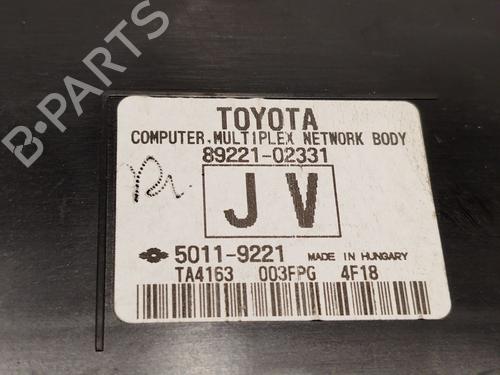 TOYOTA
COMPUTER.MULTIPLEX NETWORK BODY
89221-02331
JV
5011-9221 MADE IN HUNGARY
TA4163 003FPG 4F18
B-PARTS